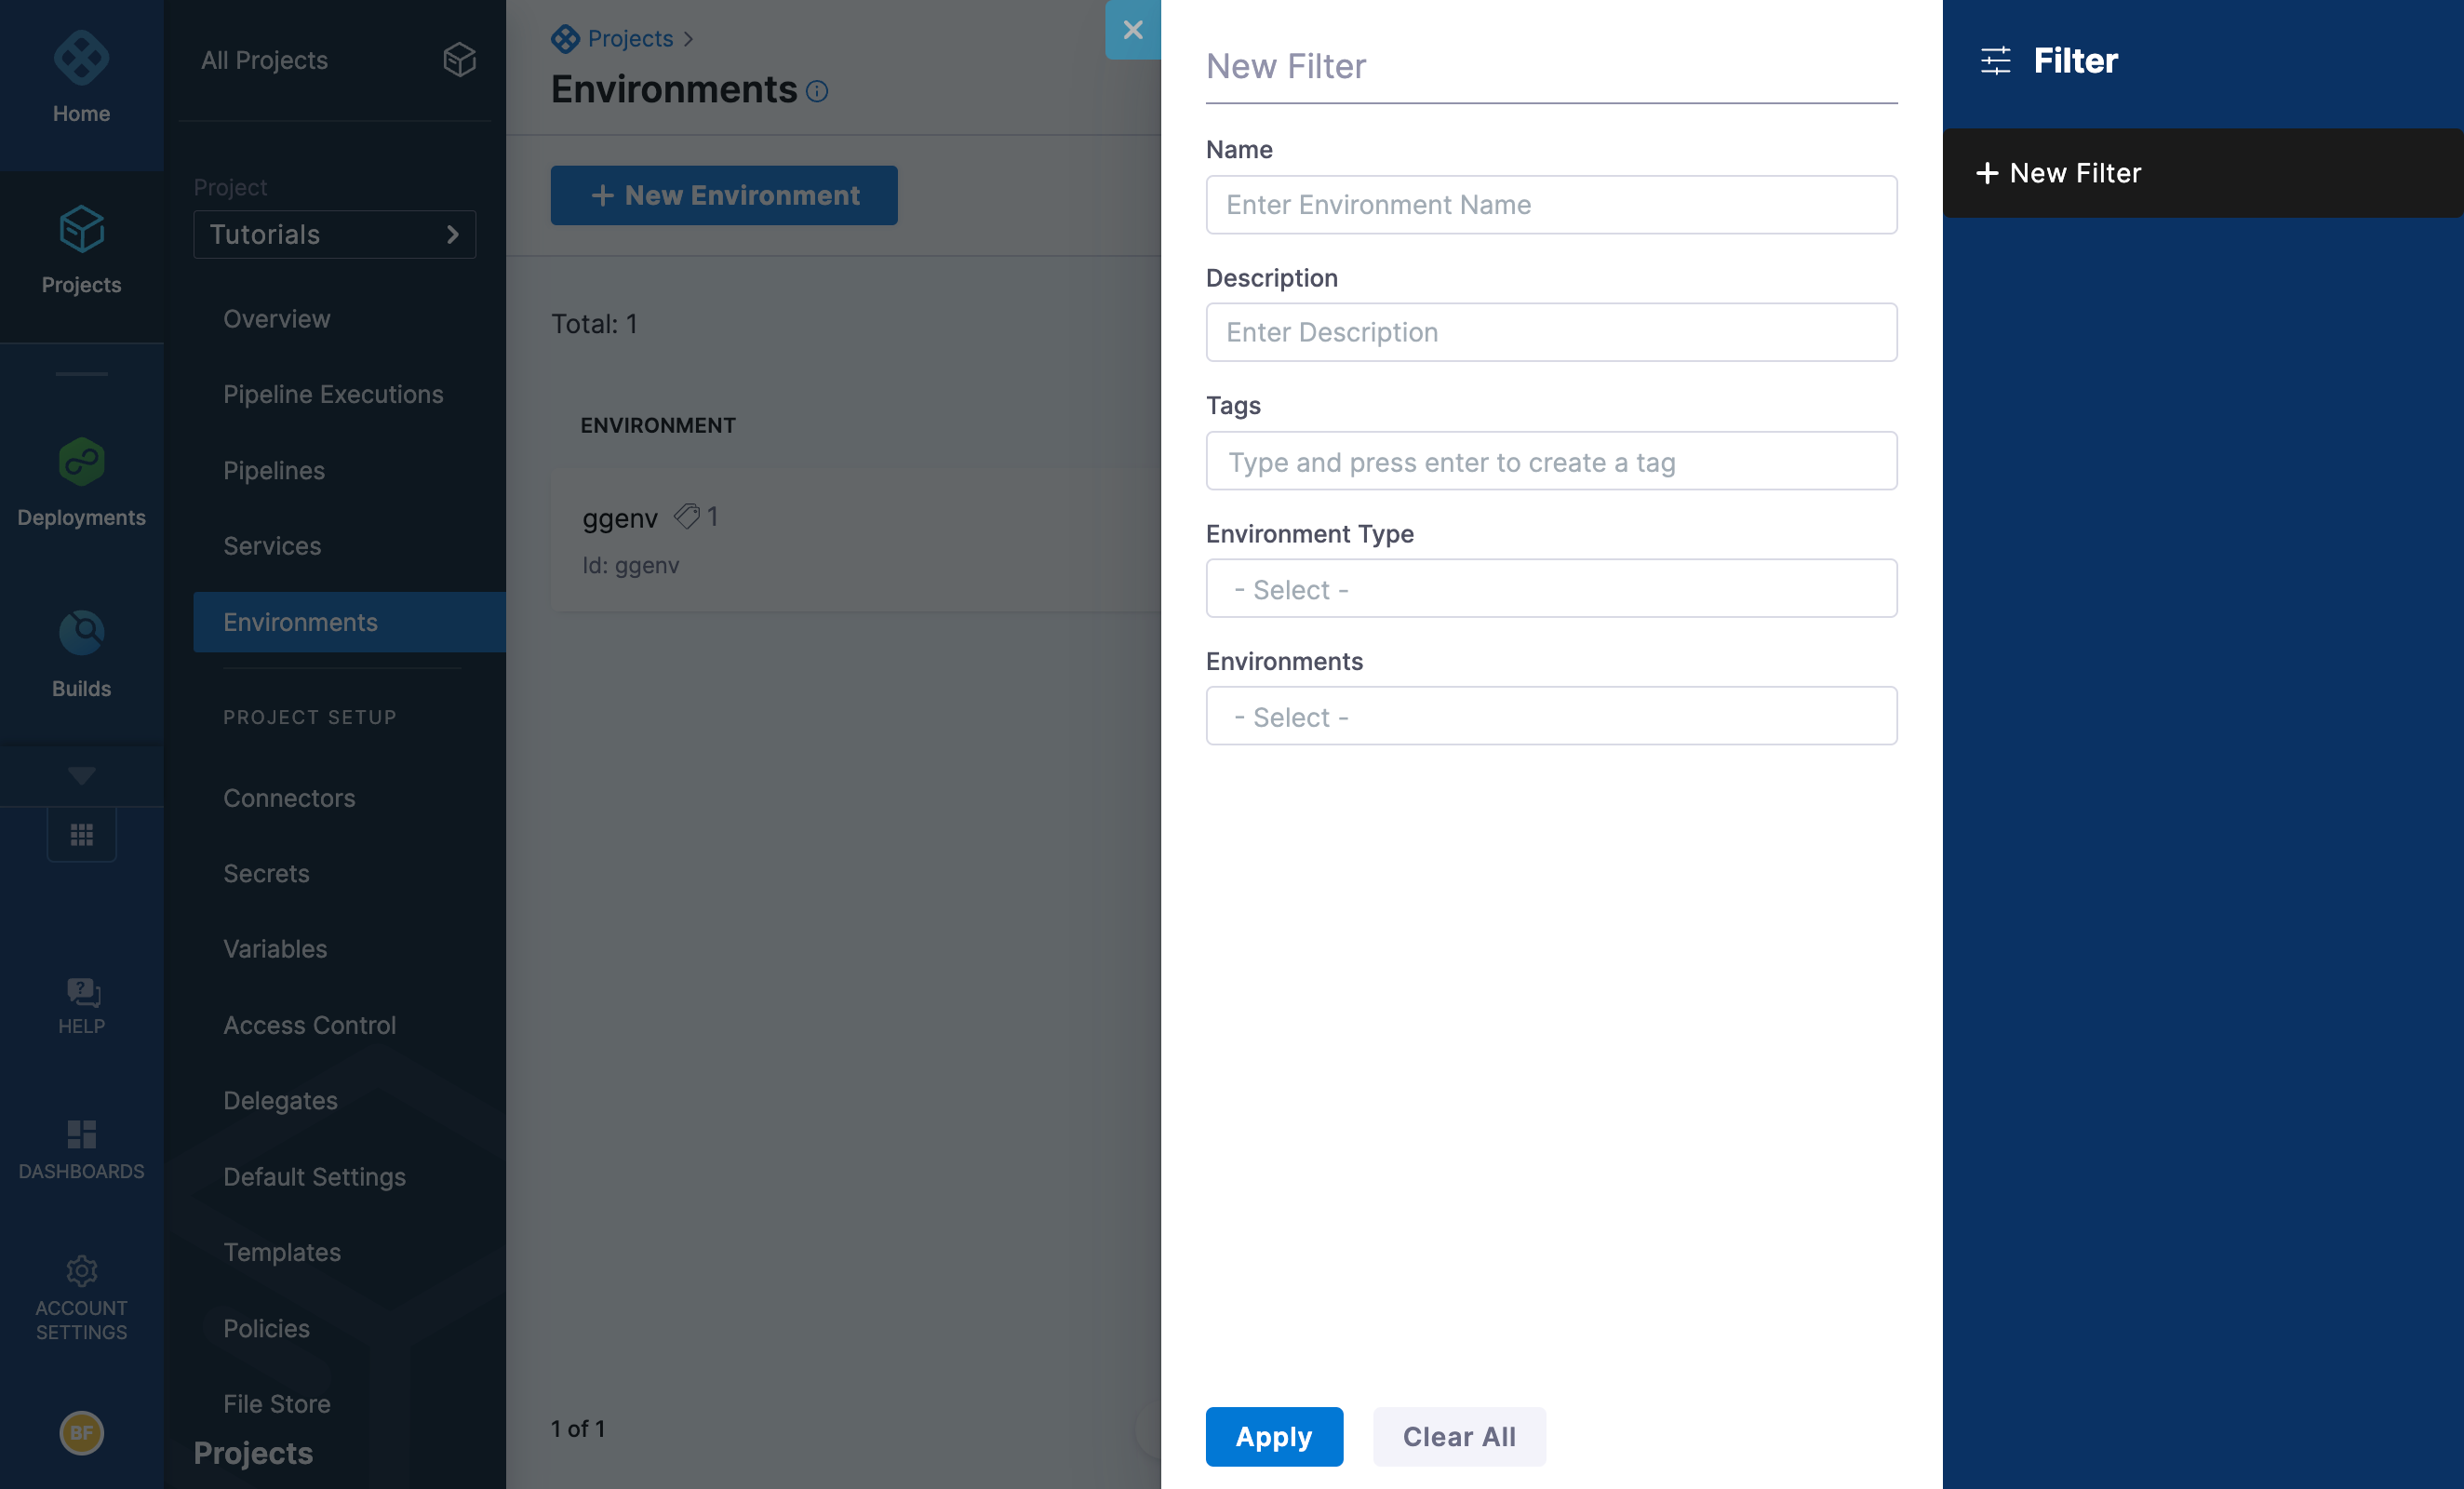 Home
Projects
Deployments
Builds
HELP
DASHBOARDS
ACCOUNT
SETTINGS
BF
All Projects
Project
Tutorials
Overview
Pipeline Executions
Pipelines
Services
Environments
PROJECT SETUP
Connectors
Secrets
Variables
Access Control
Delegates
Default Settings
Templates
Policies
File Store
Projects
Projects >
Environments
+ New Environment
Total: 1
ENVIRONMENT
ggenv 1
Id: ggenv
1 of 1
New Filter
Name
Enter Environment Name
Description
Enter Description
Tags
Type and press enter to create a tag
Environment Type
- Select -
Environments
- Select -
Apply
Clear All
Filter
+ New Filter